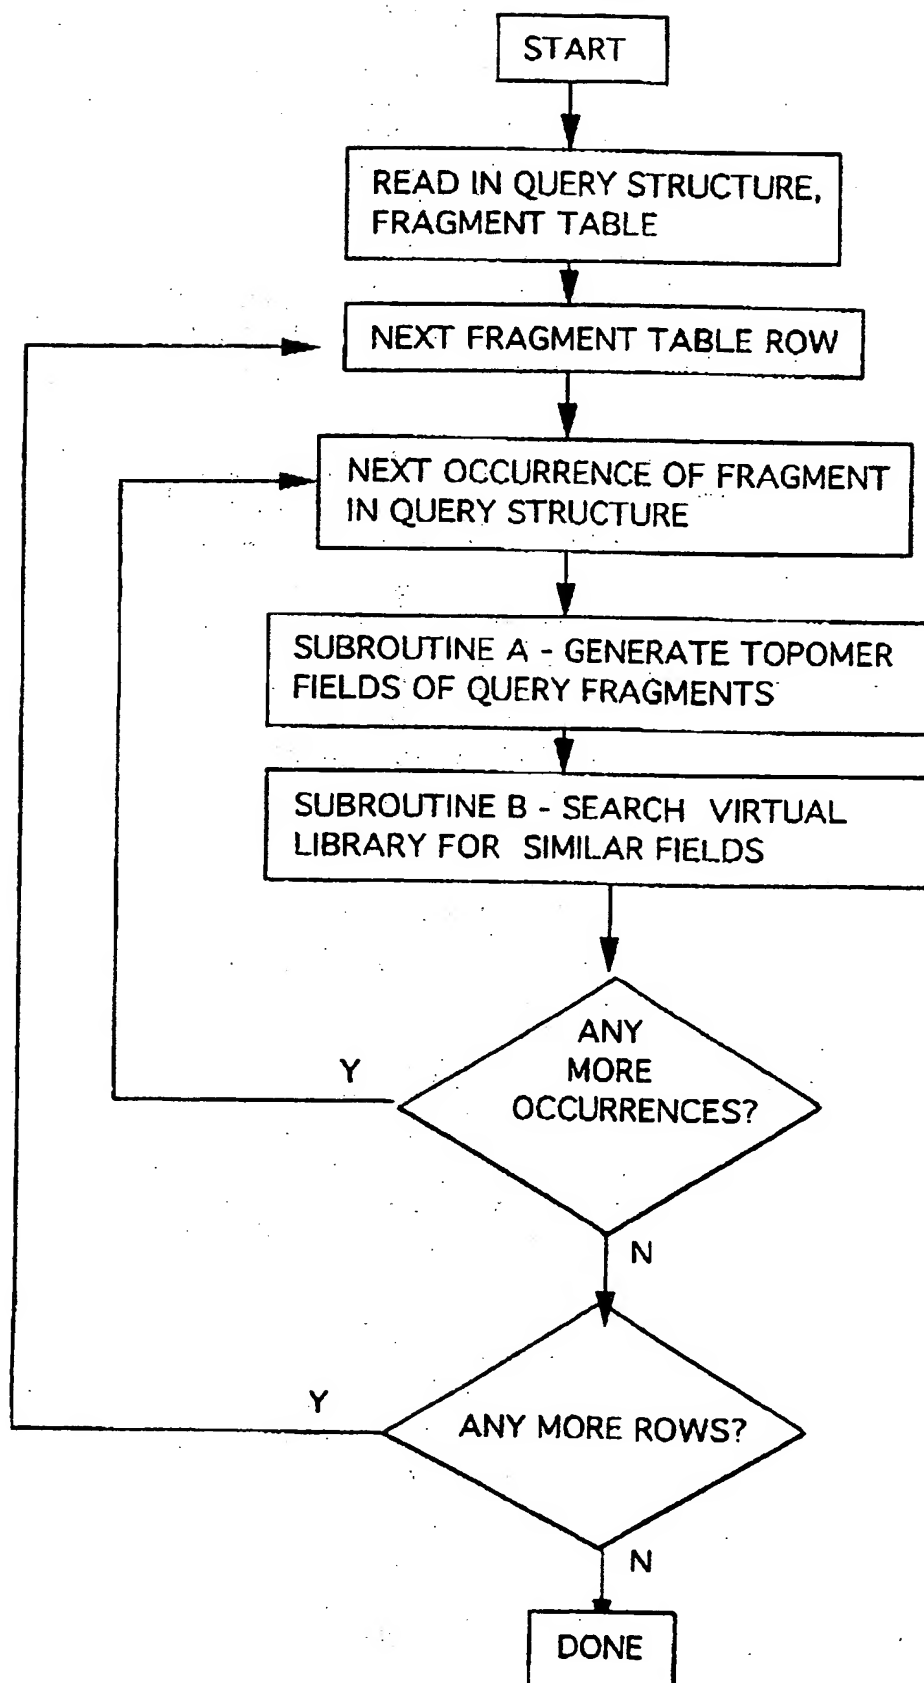 START
READ IN QUERY STRUCTURE,
FRAGMENT TABLE
NEXT FRAGMENT TABLE ROW
NEXT OCCURRENCE OF FRAGMENT
IN QUERY STRUCTURE
SUBROUTINE A - GENERATE TOPOMER
FIELDS OF QUERY FRAGMENTS
SUBROUTINE B - SEARCH VIRTUAL
LIBRARY FOR SIMILAR FIELDS
ANY
MORE
OCCURRENCES?
Y
N
ANY MORE ROWS?
Y
N
DONE